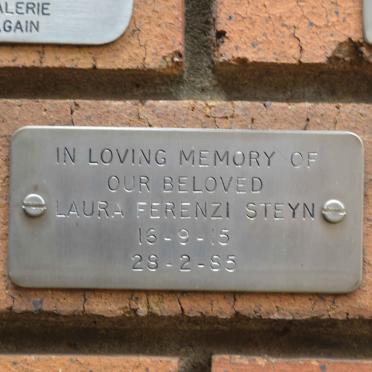 ALERIE
AGAIN
IN LOVING MEMORY OF
OUR BELOVED
LAURA FERENZI STEYN
16-9-15
28-2-85